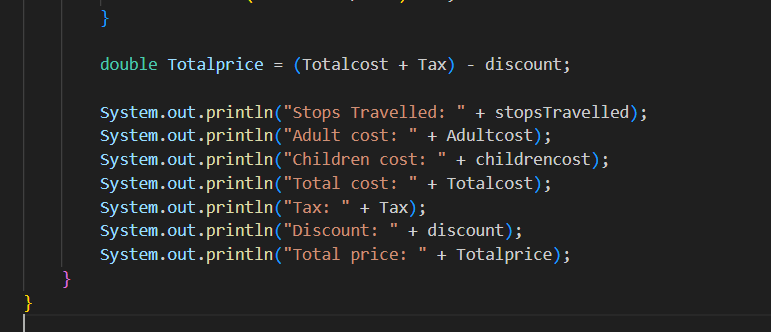 }
double Totalprice = (Totalcost + Tax) - discount;
System.out.println("Stops Travelled: " + stopsTravelled);
System.out.println("Adult cost: " + Adultcost);
System.out.println("Children cost: " + childrencost);
System.out.println("Total cost: " + Totalcost);
System.out.println("Tax: " + Tax);
System.out.println("Discount: " + discount);
System.out.println("Total price: " + Totalprice);
}
}